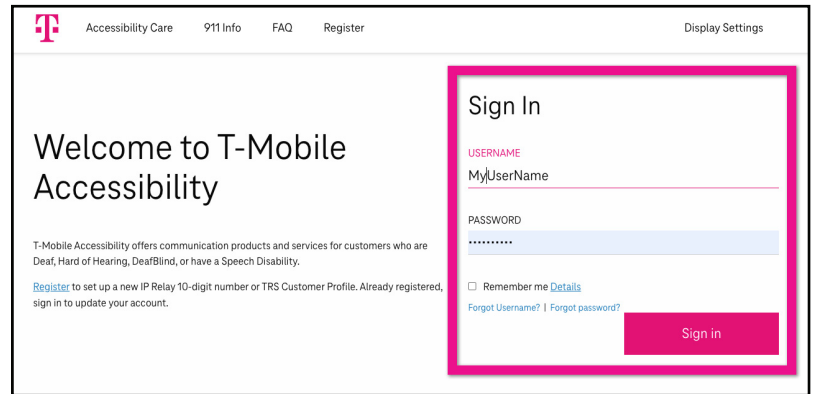 T Accessibility Care 911 Info FAQ Register Display Settings
Welcome to T-Mobile
Accessibility
T-Mobile Accessibility offers communication products and services for customers who are
Deaf, Hard of Hearing, DeafBlind, or have a Speech Disability.
Register to set up a new IP Relay 10-digit number or TRS Customer Profile. Already registered,
sign in to update your account.
Sign In
USERNAME
MyUserName
PASSWORD
••••••••••
Remember me Details
Forgot Username? | Forgot password?
Sign in